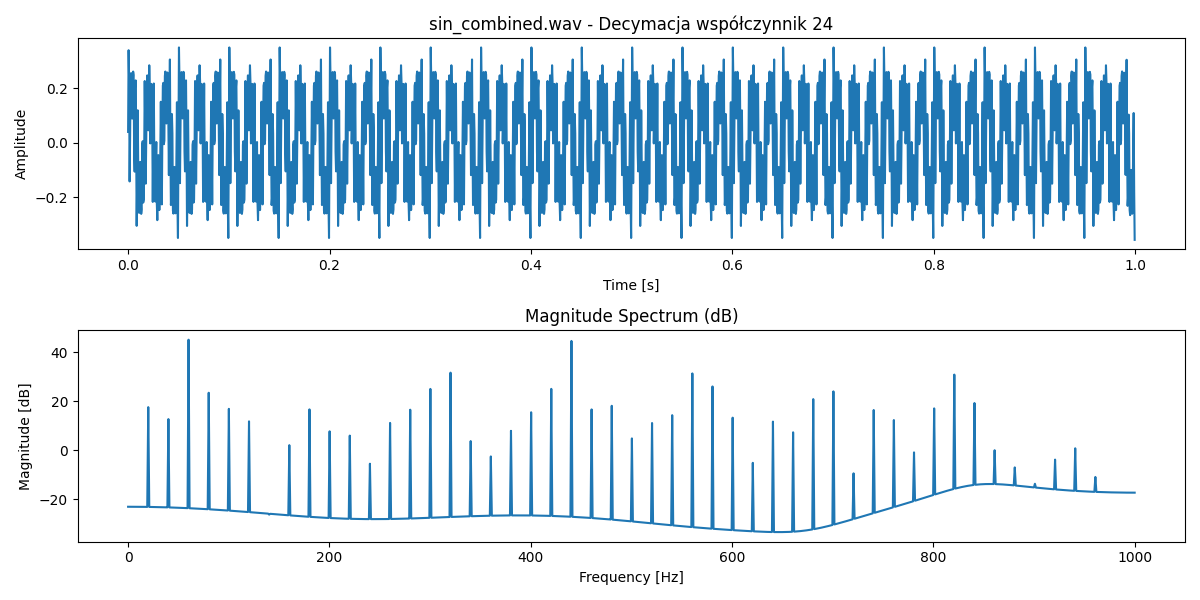 sin_combined.wav - Decymacja współczynnik 24
0.2
0.0
−0.2
Amplitude
0.0 0.2 0.4 0.6 0.8 1.0
Time [s]
Magnitude Spectrum (dB)
40
20
0
−20
Magnitude [dB]
0 200 400 600 800 1000
Frequency [Hz]